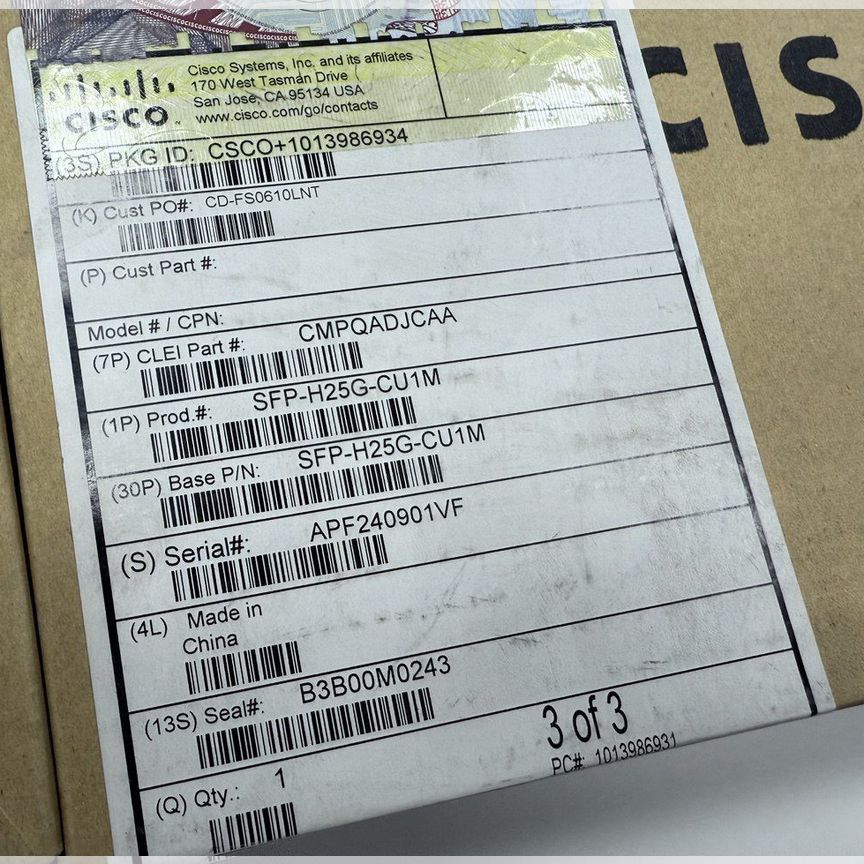 CISCOCISCOCISCOCISCO CIS
Cisco Systems, Inc. and its affiliates
170 West Tasman Drive
San Jose, CA 95134 USA
www.cisco.com/go/contacts
CISCO™
CIS
(3S) PKG ID: CSCO+1013986934
(K) Cust PO#: CD-FS0610LNT
(P) Cust Part #:
Model # / CPN:
(7P) CLEI Part #: CMPQADJCAA
(1P) Prod.#: SFP-H25G-CU1M
(30P) Base P/N: SFP-H25G-CU1M
(S) Serial#: APF240901VF
(4L) Made in
China
(13S) Seal#: B3B00M0243
3 of 3
PC#: 1013986931
(Q) Qty.: 1